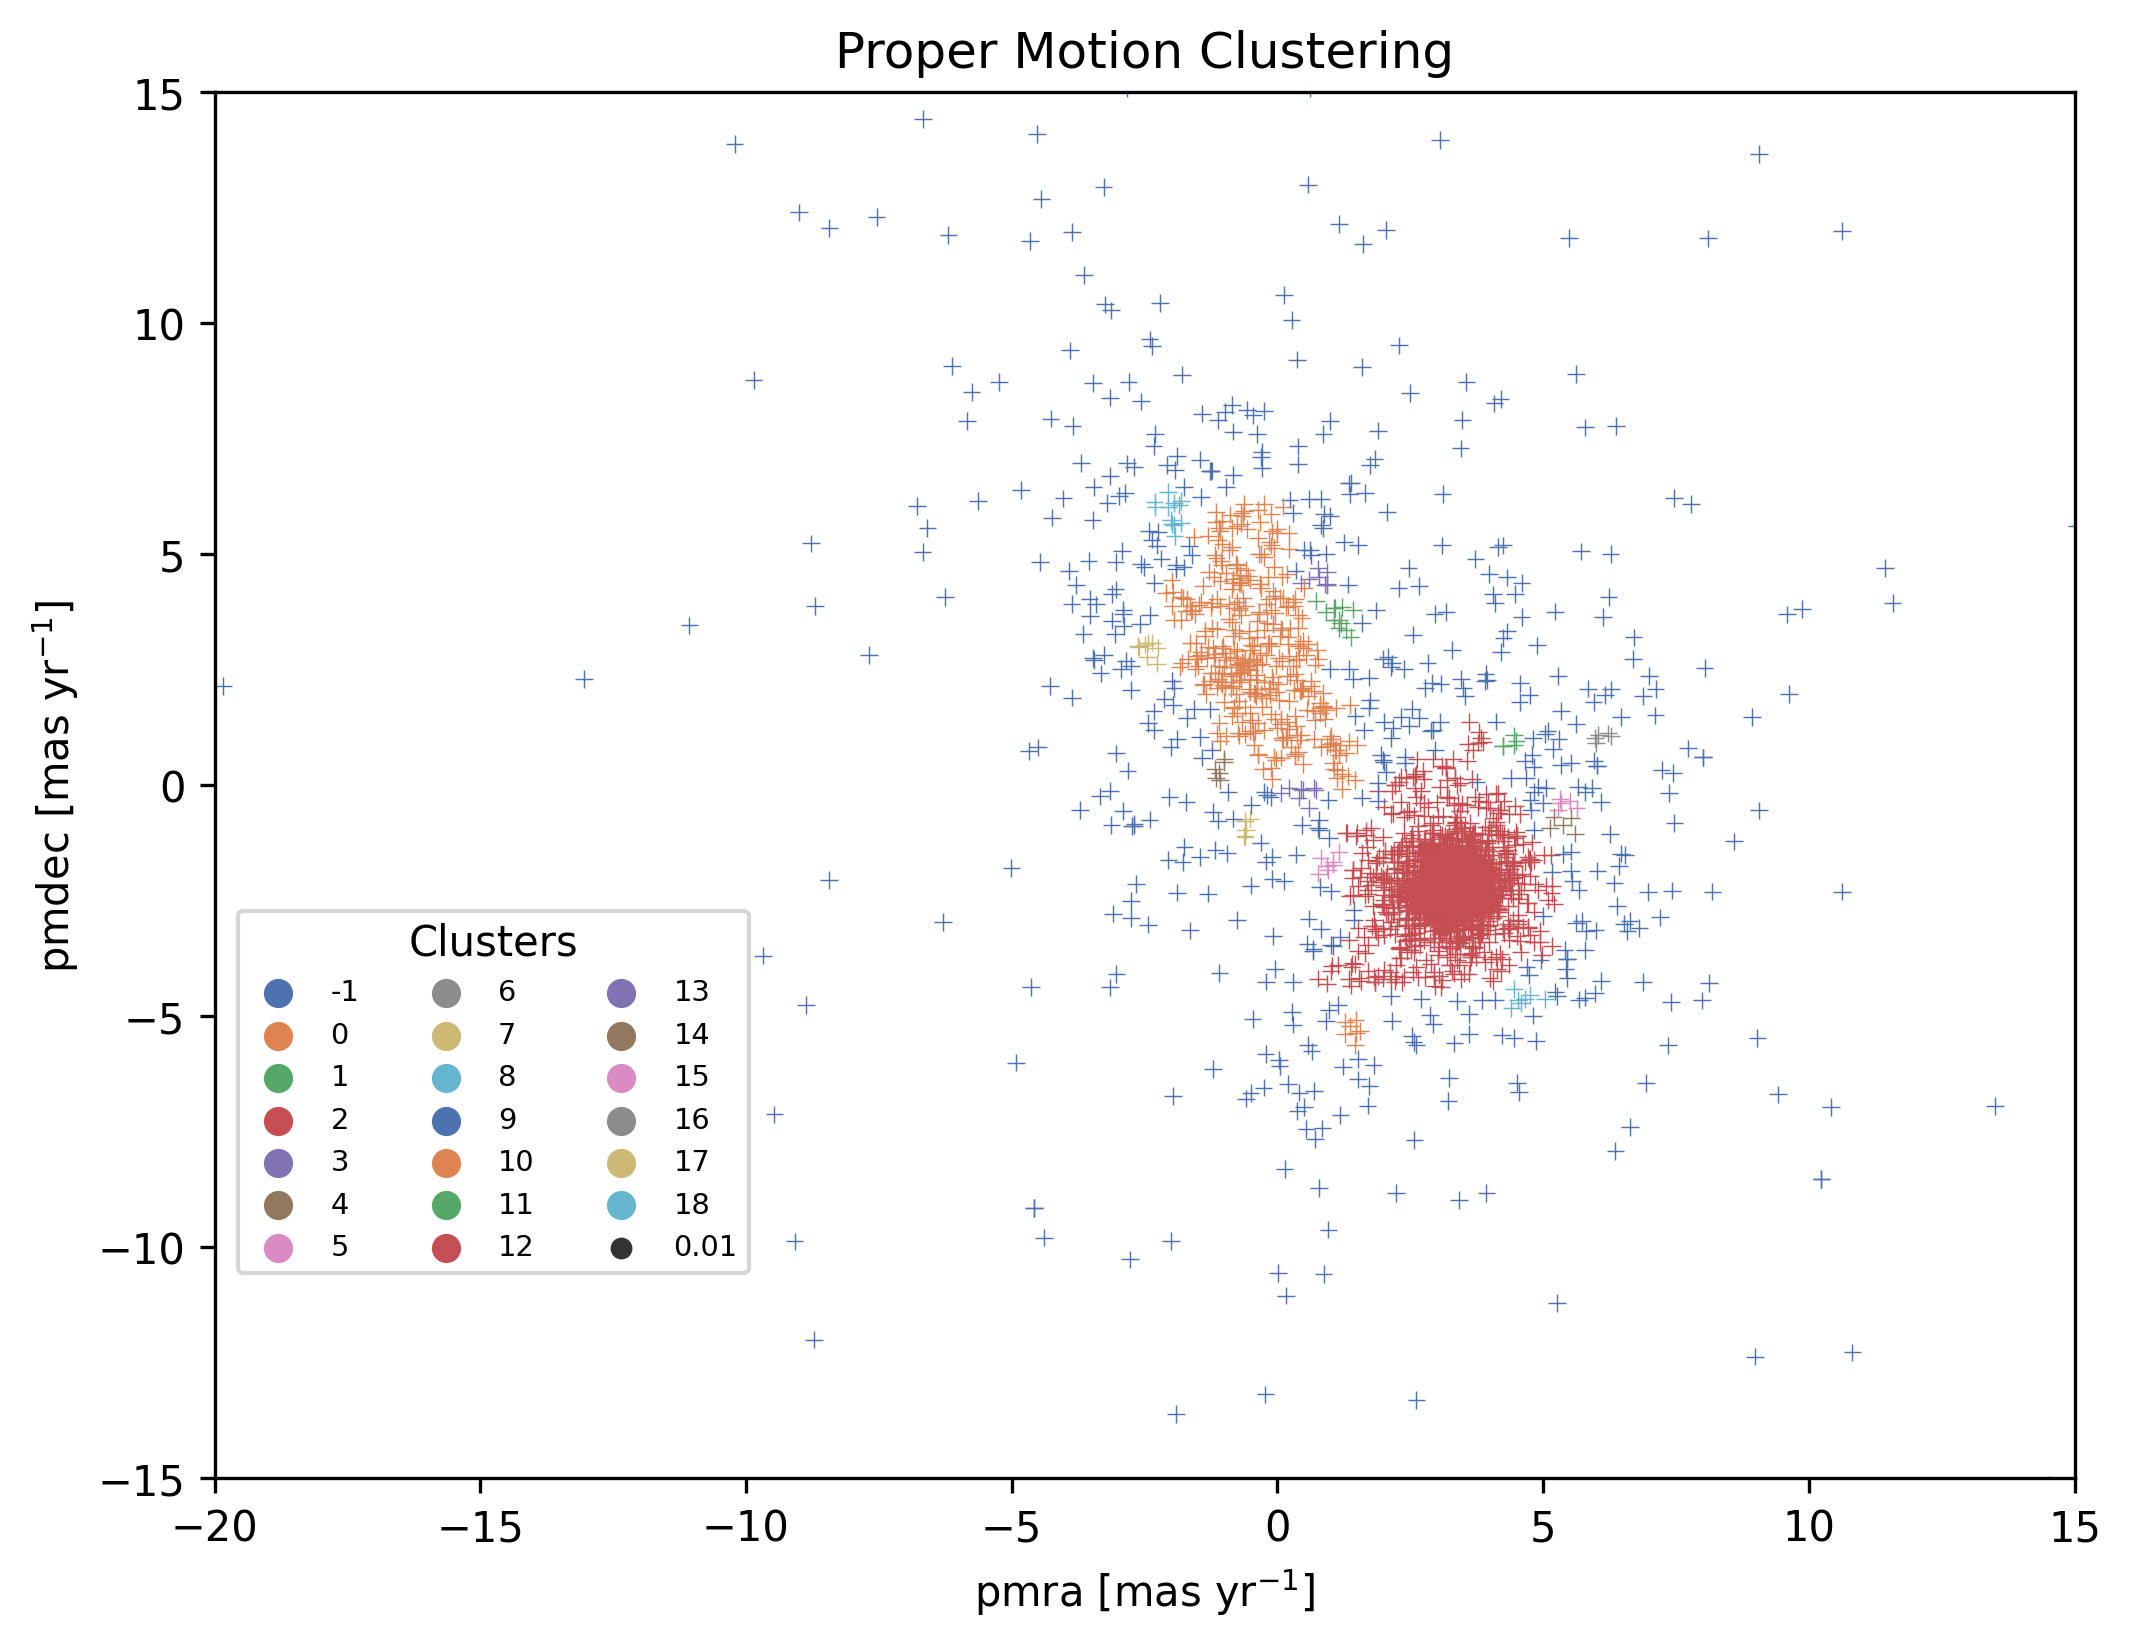 Proper Motion Clustering
15
10
5
0
−5
−10
−15
pmdec [mas yr⁻¹]
Clusters
-1 6 13
0 7 14
1 8 15
2 9 16
3 10 17
4 11 18
5 12 0.01
−20 −15 −10 −5 0 5 10 15
pmra [mas yr⁻¹]